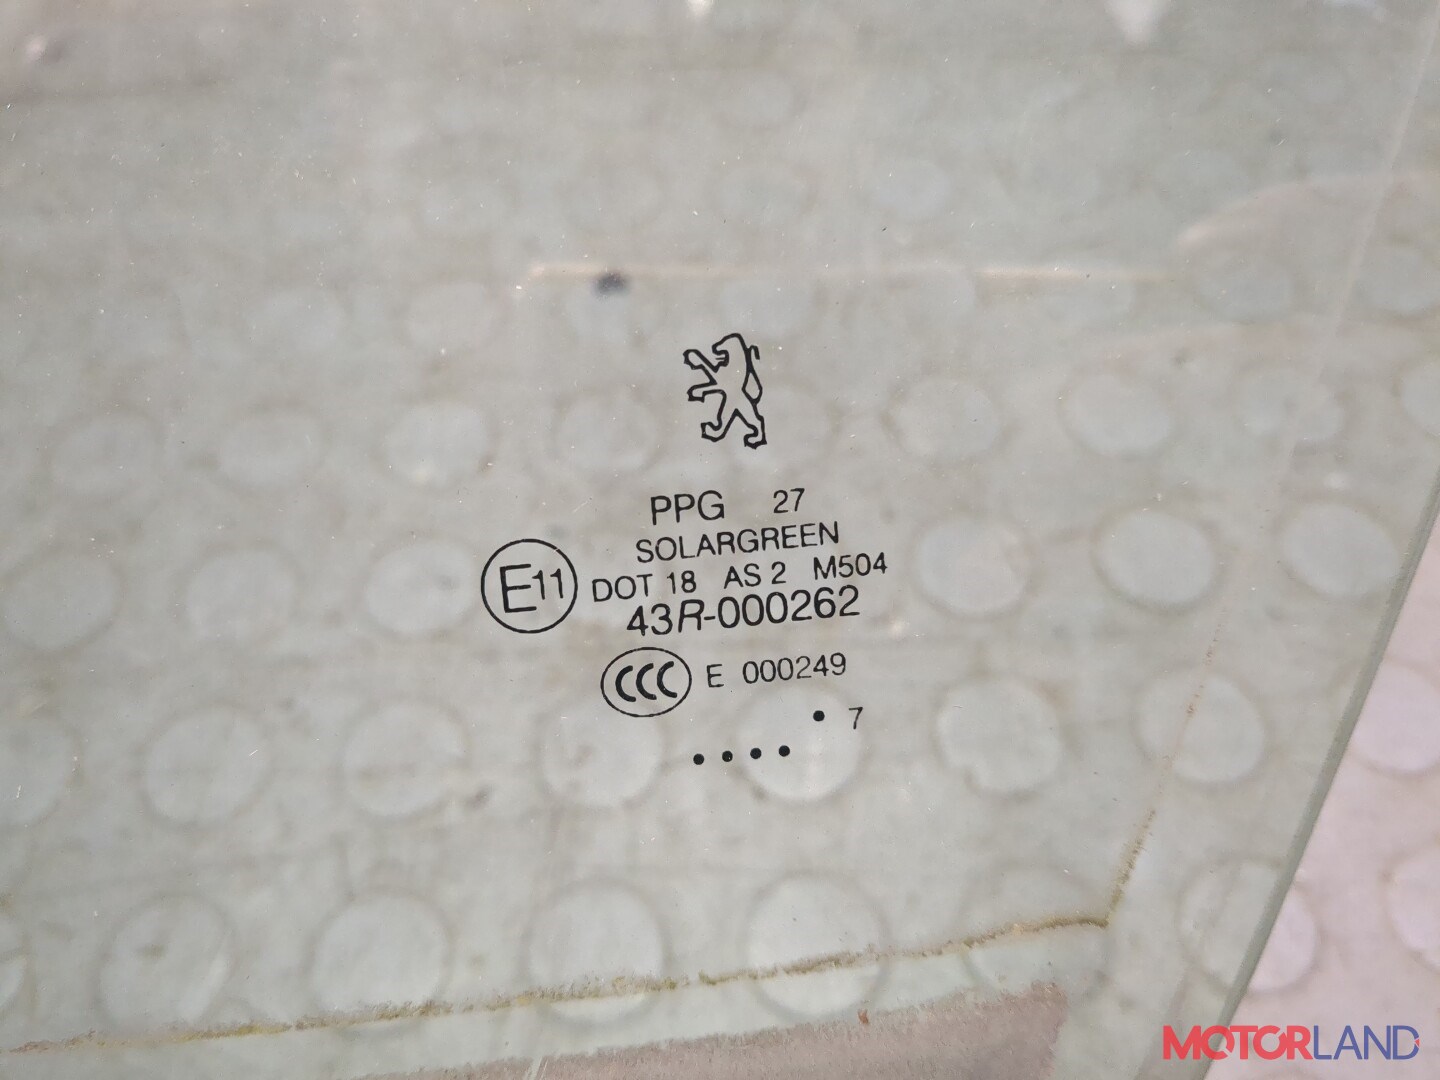 PPG 27
SOLARGREEN
E11
DOT 18 AS 2 M504
43R-000262
CCC E 000249
• 7
• • • •
MOTORLAND